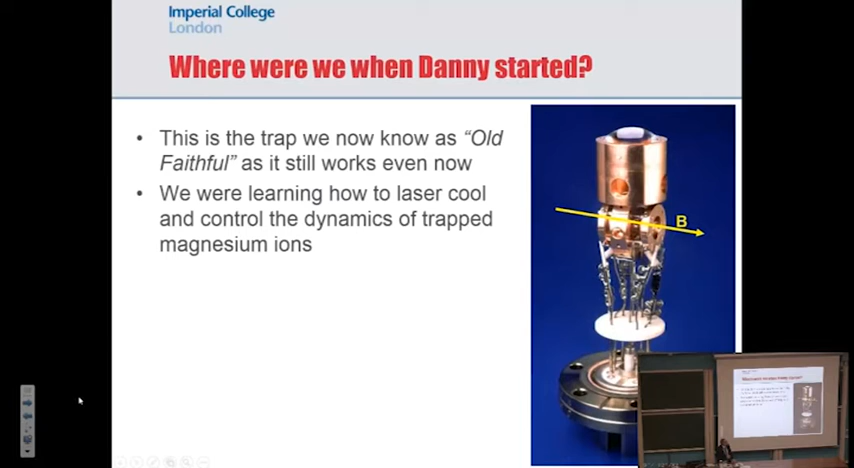 Imperial College
London
Where were we when Danny started?
• This is the trap we now know as “Old
Faithful” as it still works even now
• We were learning how to laser cool
and control the dynamics of trapped
magnesium ions
B